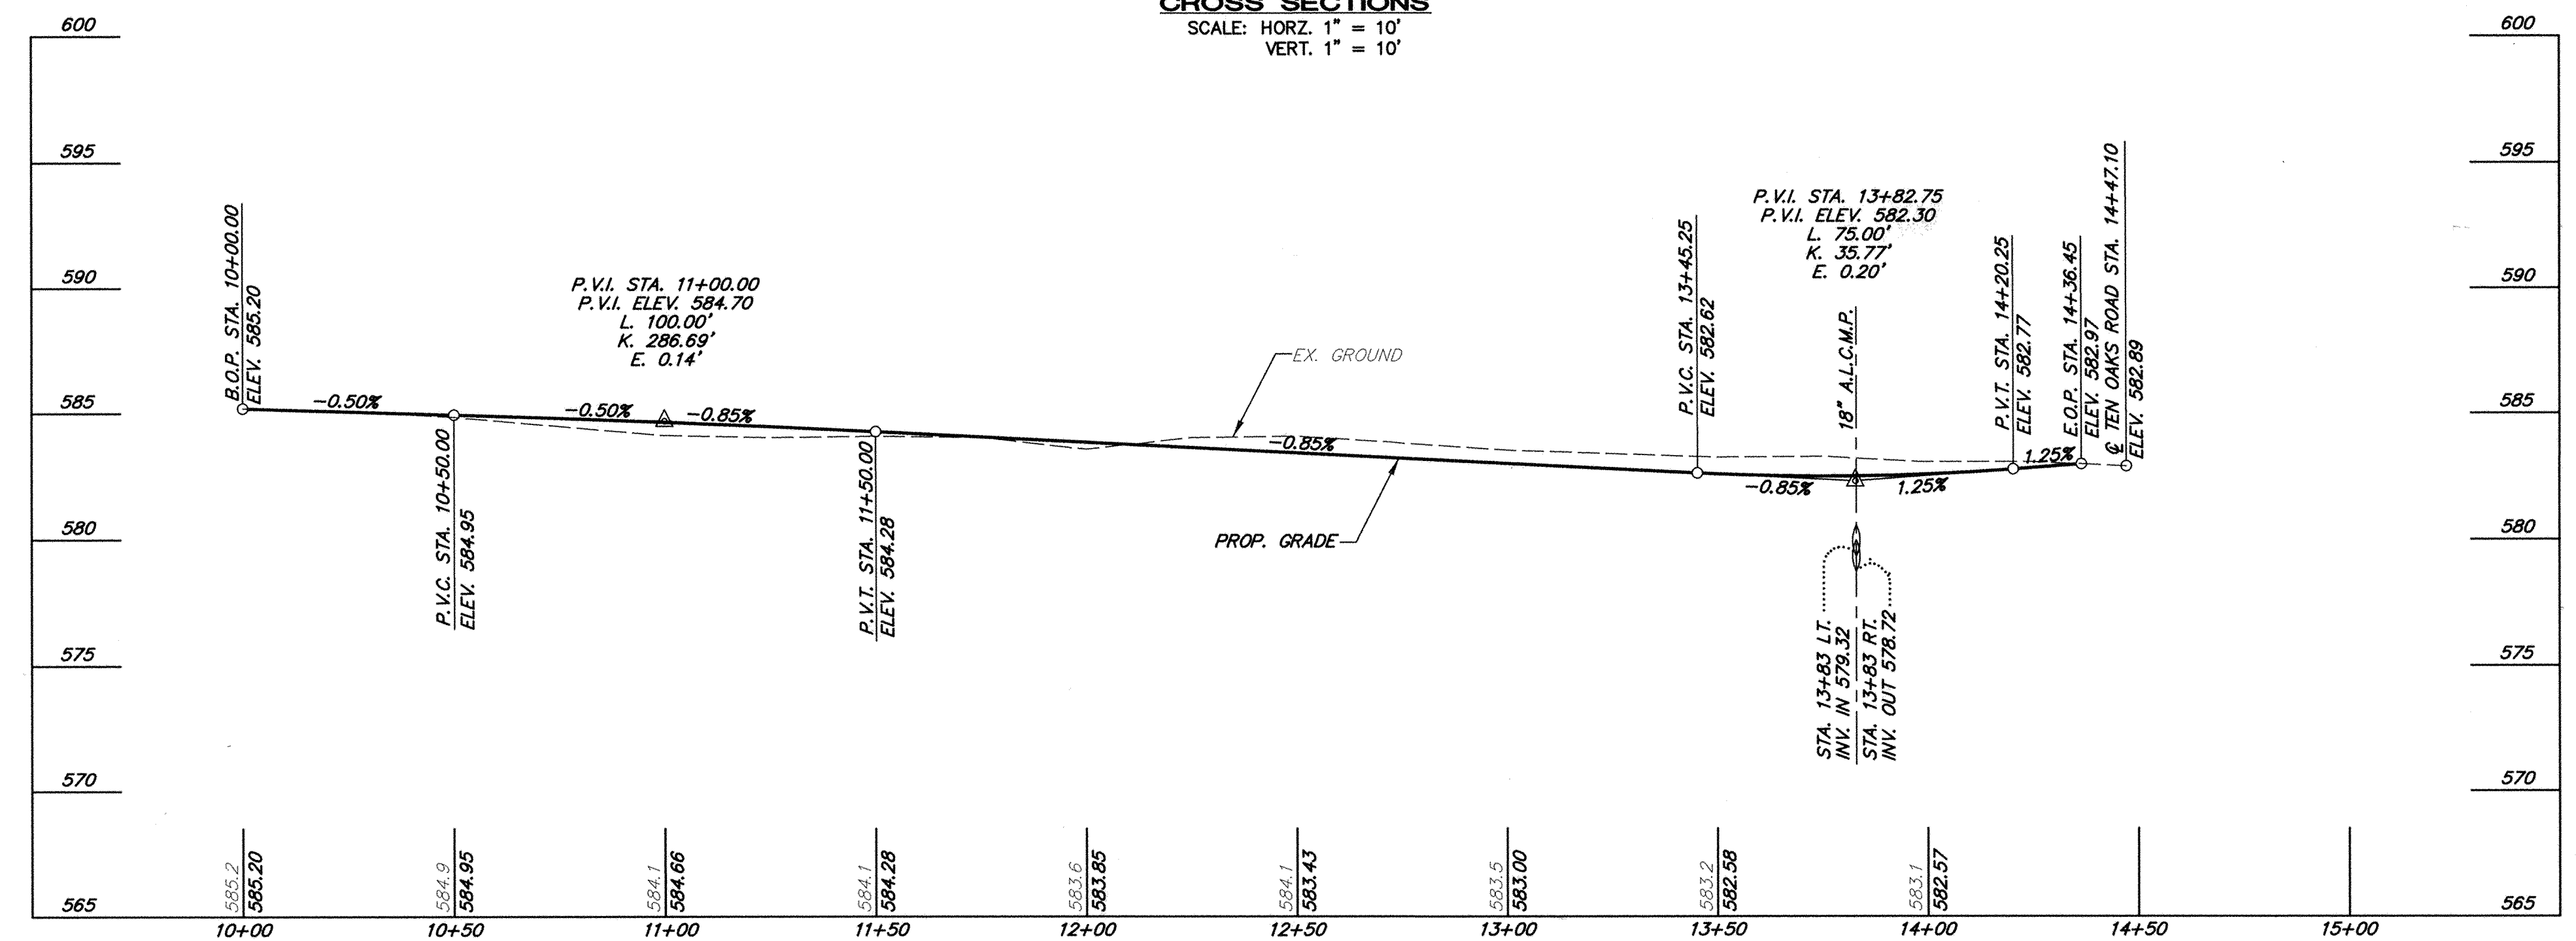 CROSS SECTIONS
SCALE: HORZ. 1" = 10'
VERT. 1" = 10'
600
600
595
595
590
590
585
585
580
580
575
575
570
570
565
565
B.O.P. STA. 10+00.00
ELEV. 585.20
-0.50%
P.V.C. STA. 10+50.00
ELEV. 584.95
P.V.I. STA. 11+00.00
P.V.I. ELEV. 584.70
L. 100.00'
K. 286.69'
E. 0.14'
-0.50%
-0.85%
P.V.T. STA. 11+50.00
ELEV. 584.28
EX. GROUND
-0.85%
PROP. GRADE
P.V.C. STA. 13+45.25
ELEV. 582.62
P.V.I. STA. 13+82.75
P.V.I. ELEV. 582.30
L. 75.00'
K. 35.77'
E. 0.20'
18" A.L.C.M.P.
-0.85%
1.25%
STA. 13+83 LT.
INV. IN 579.32
STA. 13+83 RT.
INV. OUT 578.72
P.V.T. STA. 14+20.25
ELEV. 582.77
1.25%
E.O.P. STA. 14+36.45
ELEV. 582.97
℄ TEN OAKS ROAD STA. 14+47.10
ELEV. 582.89
585.2
585.20
584.9
584.95
584.1
584.66
584.1
584.28
583.6
583.85
584.1
583.43
583.5
583.00
583.2
582.58
583.1
582.57
10+00
10+50
11+00
11+50
12+00
12+50
13+00
13+50
14+00
14+50
15+00